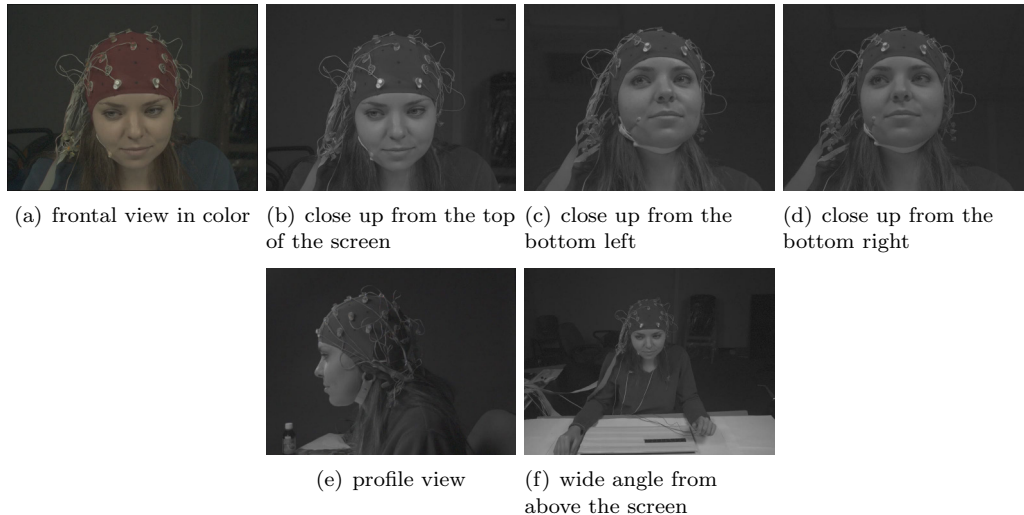 (a) frontal view in color
(b) close up from the top
of the screen
(c) close up from the
bottom left
(d) close up from the
bottom right
(e) profile view
(f) wide angle from
above the screen